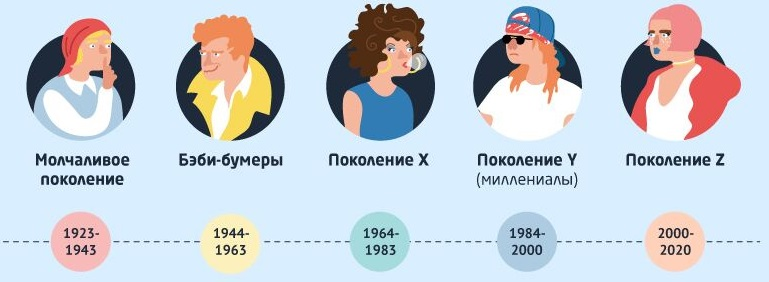 Молчаливое
поколение
Бэби-бумеры
Поколение X
Поколение Y
(миллениалы)
Поколение Z
1923-
1943
1944-
1963
1964-
1983
1984-
2000
2000-
2020